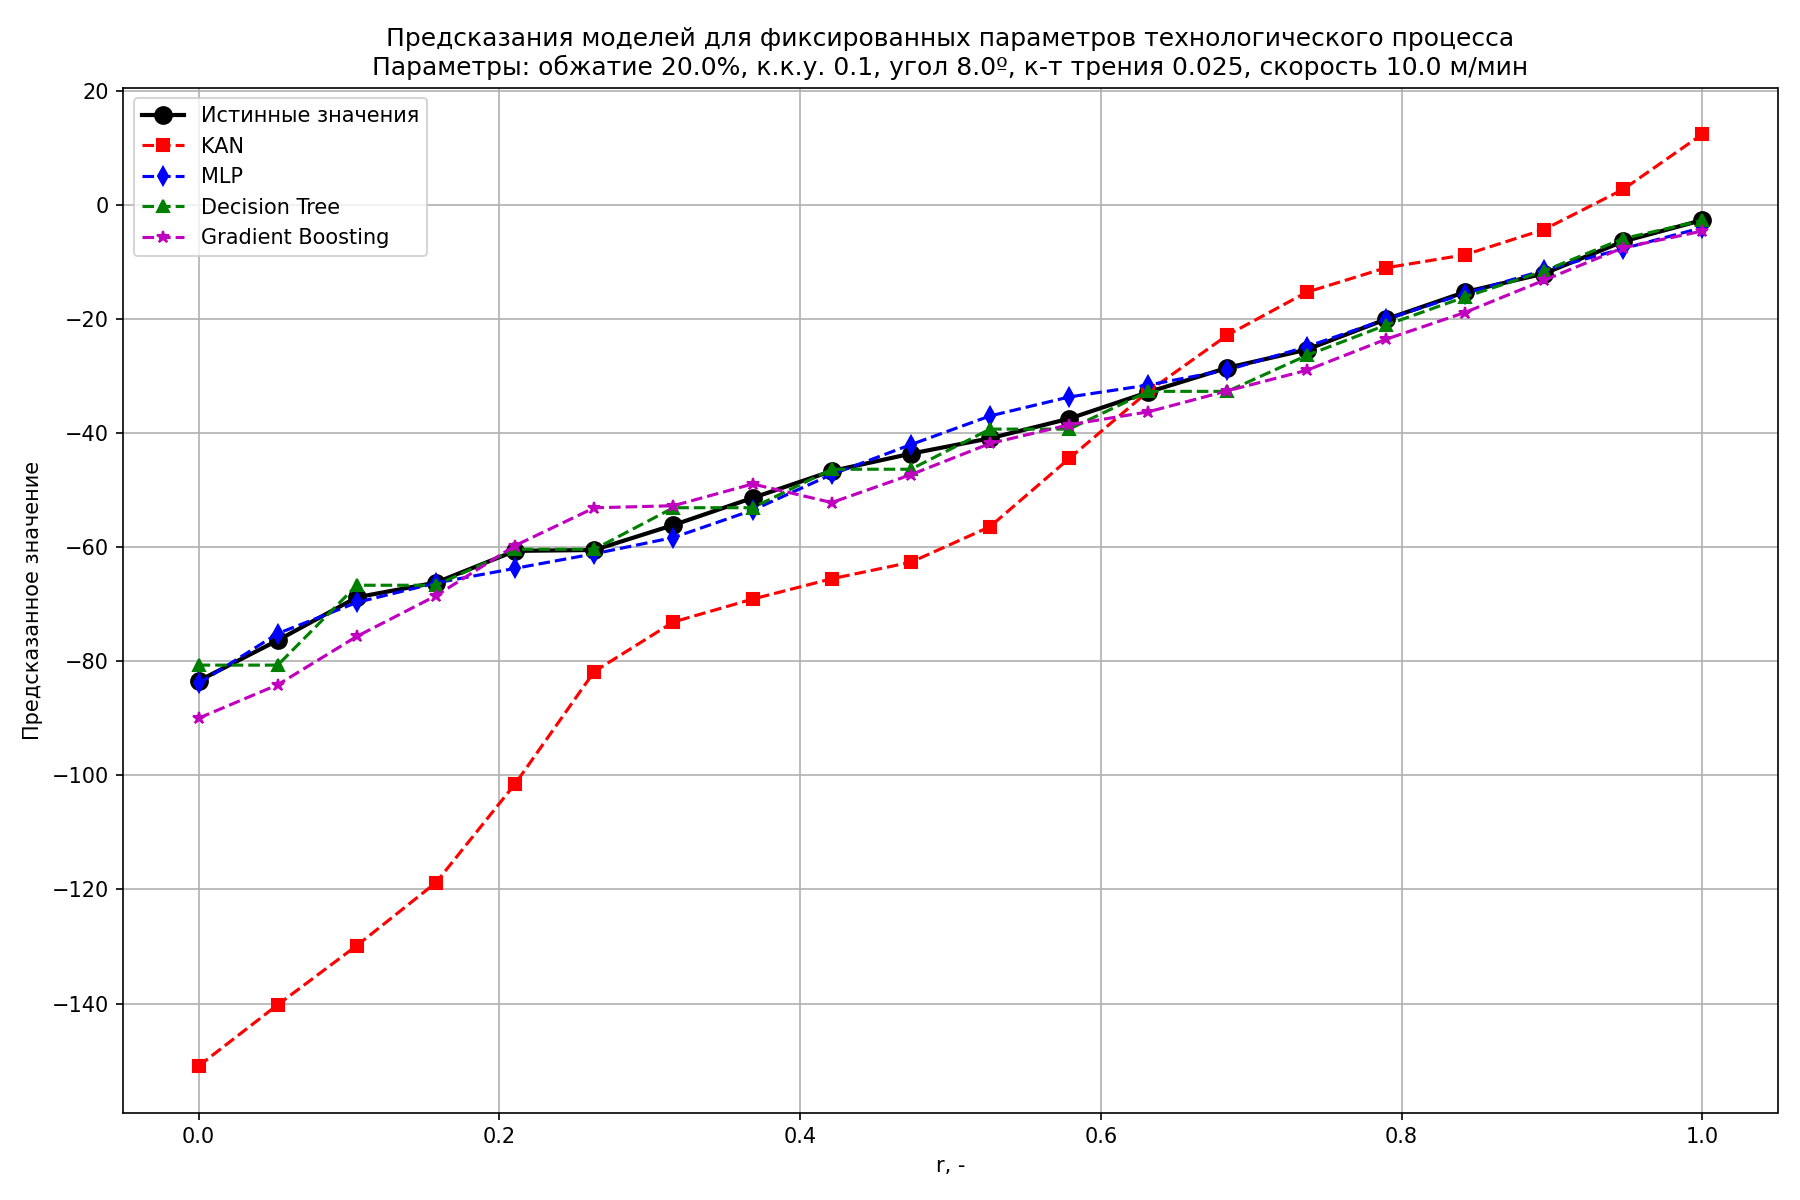 Предсказания моделей для фиксированных параметров технологического процесса
Параметры: обжатие 20.0%, к.к.у. 0.1, угол 8.0º, к-т трения 0.025, скорость 10.0 м/мин
Истинные значения
KAN
MLP
Decision Tree
Gradient Boosting
Предсказанное значение
20
0
−20
−40
−60
−80
−100
−120
−140
0.0 0.2 0.4 0.6 0.8 1.0
r, -